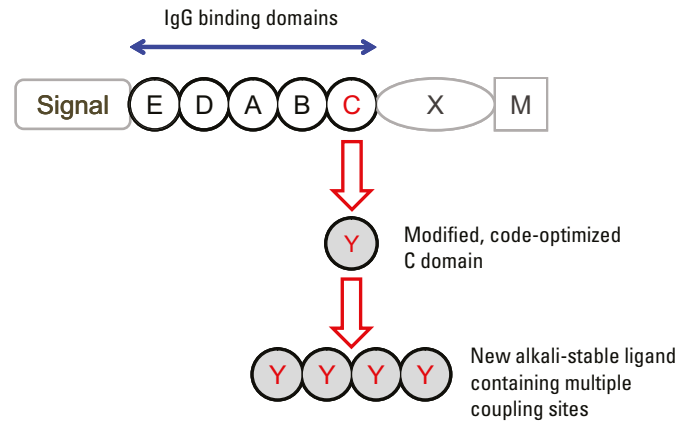 IgG binding domains
Signal E D A B C X M
Y
Modified, code-optimized
C domain
Y Y Y Y
New alkali-stable ligand
containing multiple
coupling sites